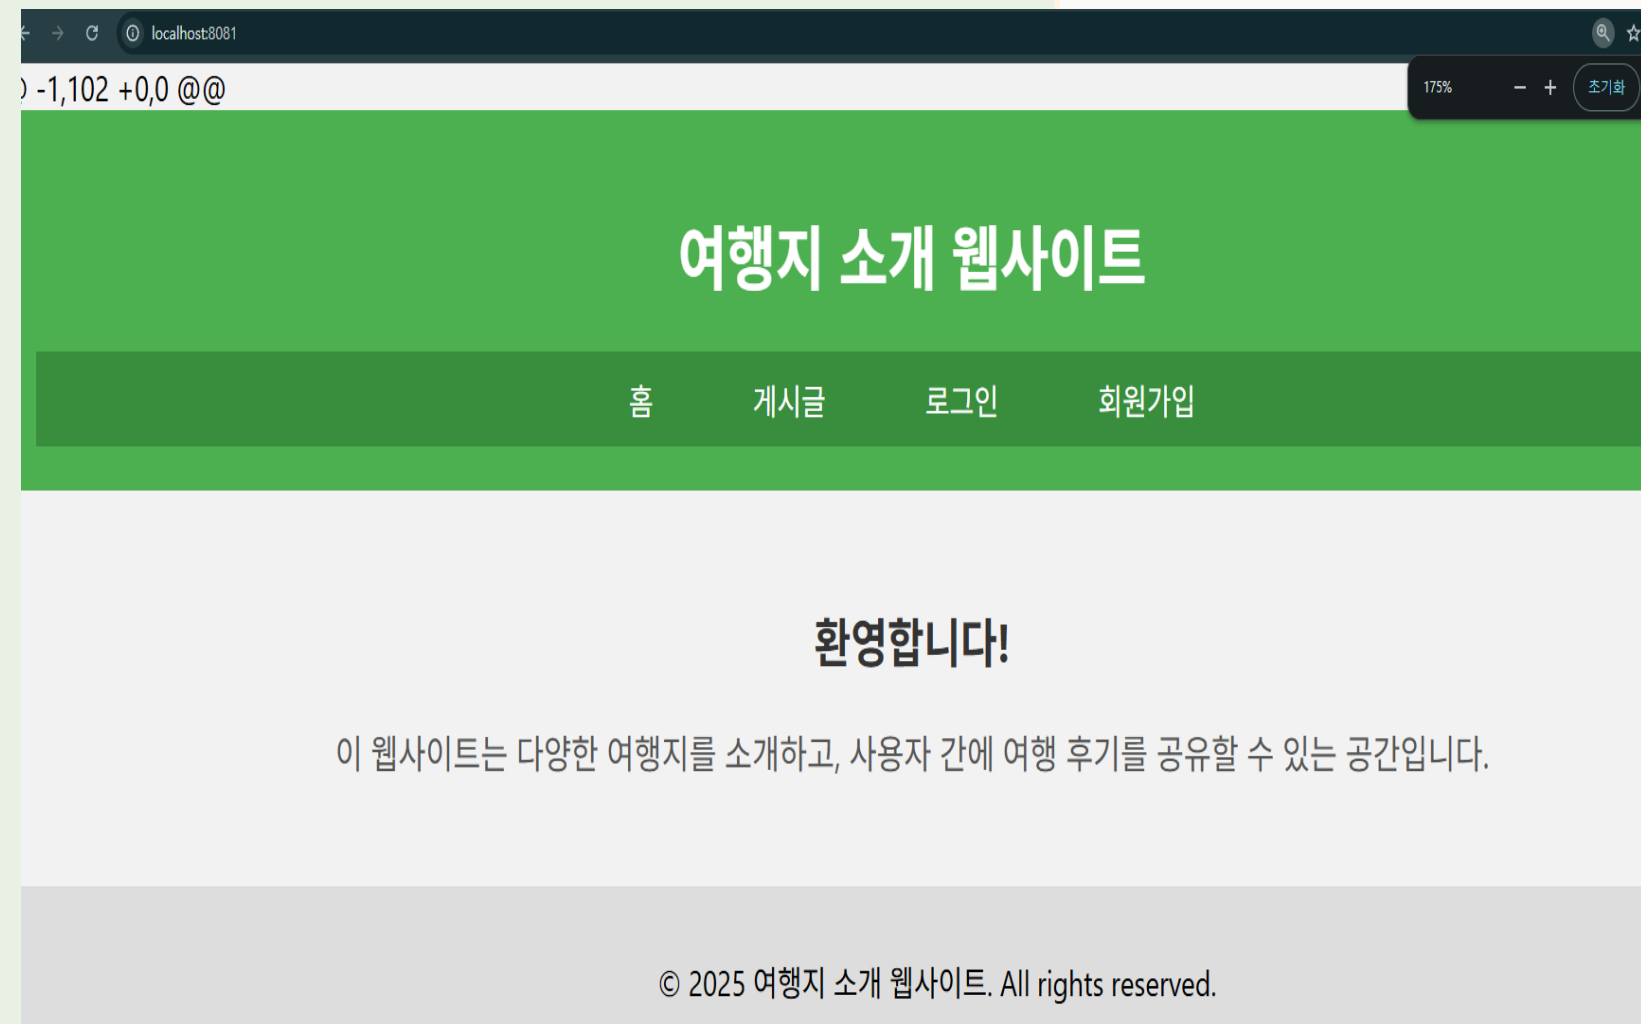 localhost:8081
-1,102 +0,0 @@
175%
초기화
여행지 소개 웹사이트
홈 게시글 로그인 회원가입
환영합니다!
이 웹사이트는 다양한 여행지를 소개하고, 사용자 간에 여행 후기를 공유할 수 있는 공간입니다.
© 2025 여행지 소개 웹사이트. All rights reserved.